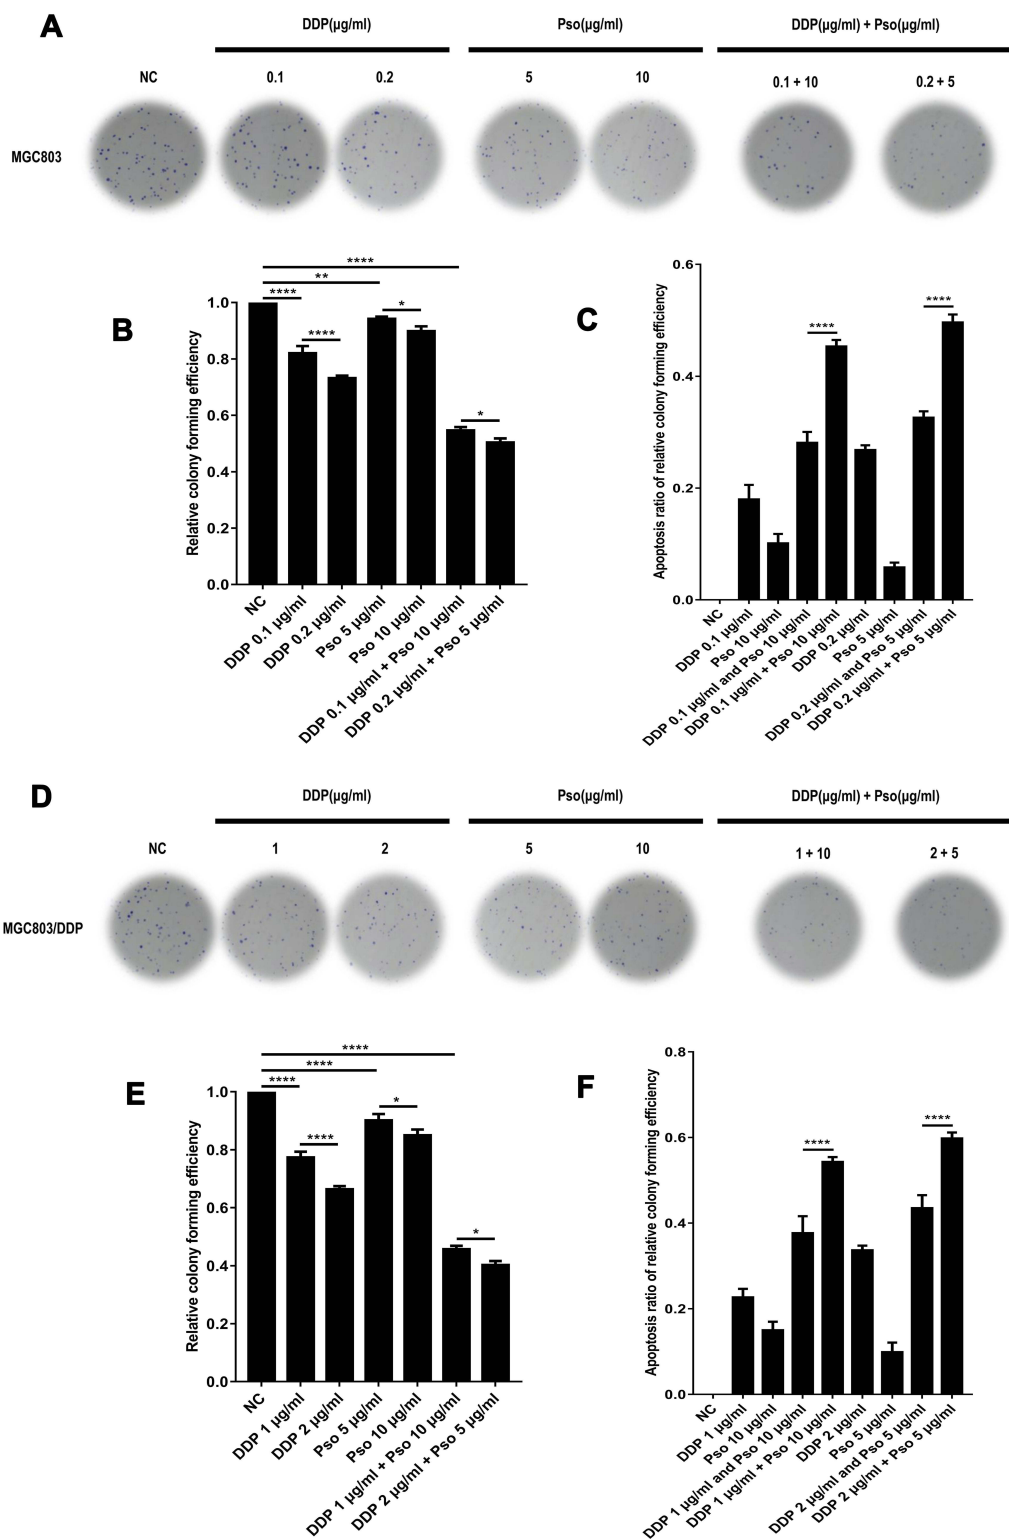 A
DDP(µg/ml)
Pso(µg/ml)
DDP(µg/ml) + Pso(µg/ml)
NC
0.1
0.2
5
10
0.1 + 10
0.2 + 5
MGC803
B
Relative colony forming efficiency
1.0
0.8
0.6
0.4
0.2
0.0
****
**
****
****
*
*
NC
DDP 0.1 µg/ml
DDP 0.2 µg/ml
Pso 5 µg/ml
Pso 10 µg/ml
DDP 0.1 µg/ml + Pso 10 µg/ml
DDP 0.2 µg/ml + Pso 5 µg/ml
C
Apoptosis ratio of relative colony forming efficiency
0.6
0.4
0.2
0.0
****
****
NC
DDP 0.1 µg/ml
Pso 10 µg/ml
DDP 0.1 µg/ml and Pso 10 µg/ml
DDP 0.1 µg/ml + Pso 10 µg/ml
DDP 0.2 µg/ml
Pso 5 µg/ml
DDP 0.2 µg/ml and Pso 5 µg/ml
DDP 0.2 µg/ml + Pso 5 µg/ml
D
DDP(µg/ml)
Pso(µg/ml)
DDP(µg/ml) + Pso(µg/ml)
NC
1
2
5
10
1 + 10
2 + 5
MGC803/DDP
E
Relative colony forming efficiency
1.0
0.8
0.6
0.4
0.2
0.0
****
****
****
****
*
*
NC
DDP 1 µg/ml
DDP 2 µg/ml
Pso 5 µg/ml
Pso 10 µg/ml
DDP 1 µg/ml + Pso 10 µg/ml
DDP 2 µg/ml + Pso 5 µg/ml
F
Apoptosis ratio of relative colony forming efficiency
0.8
0.6
0.4
0.2
0.0
****
****
NC
DDP 1 µg/ml
Pso 10 µg/ml
DDP 1 µg/ml and Pso 10 µg/ml
DDP 1 µg/ml + Pso 10 µg/ml
DDP 2 µg/ml
Pso 5 µg/ml
DDP 2 µg/ml and Pso 5 µg/ml
DDP 2 µg/ml + Pso 5 µg/ml